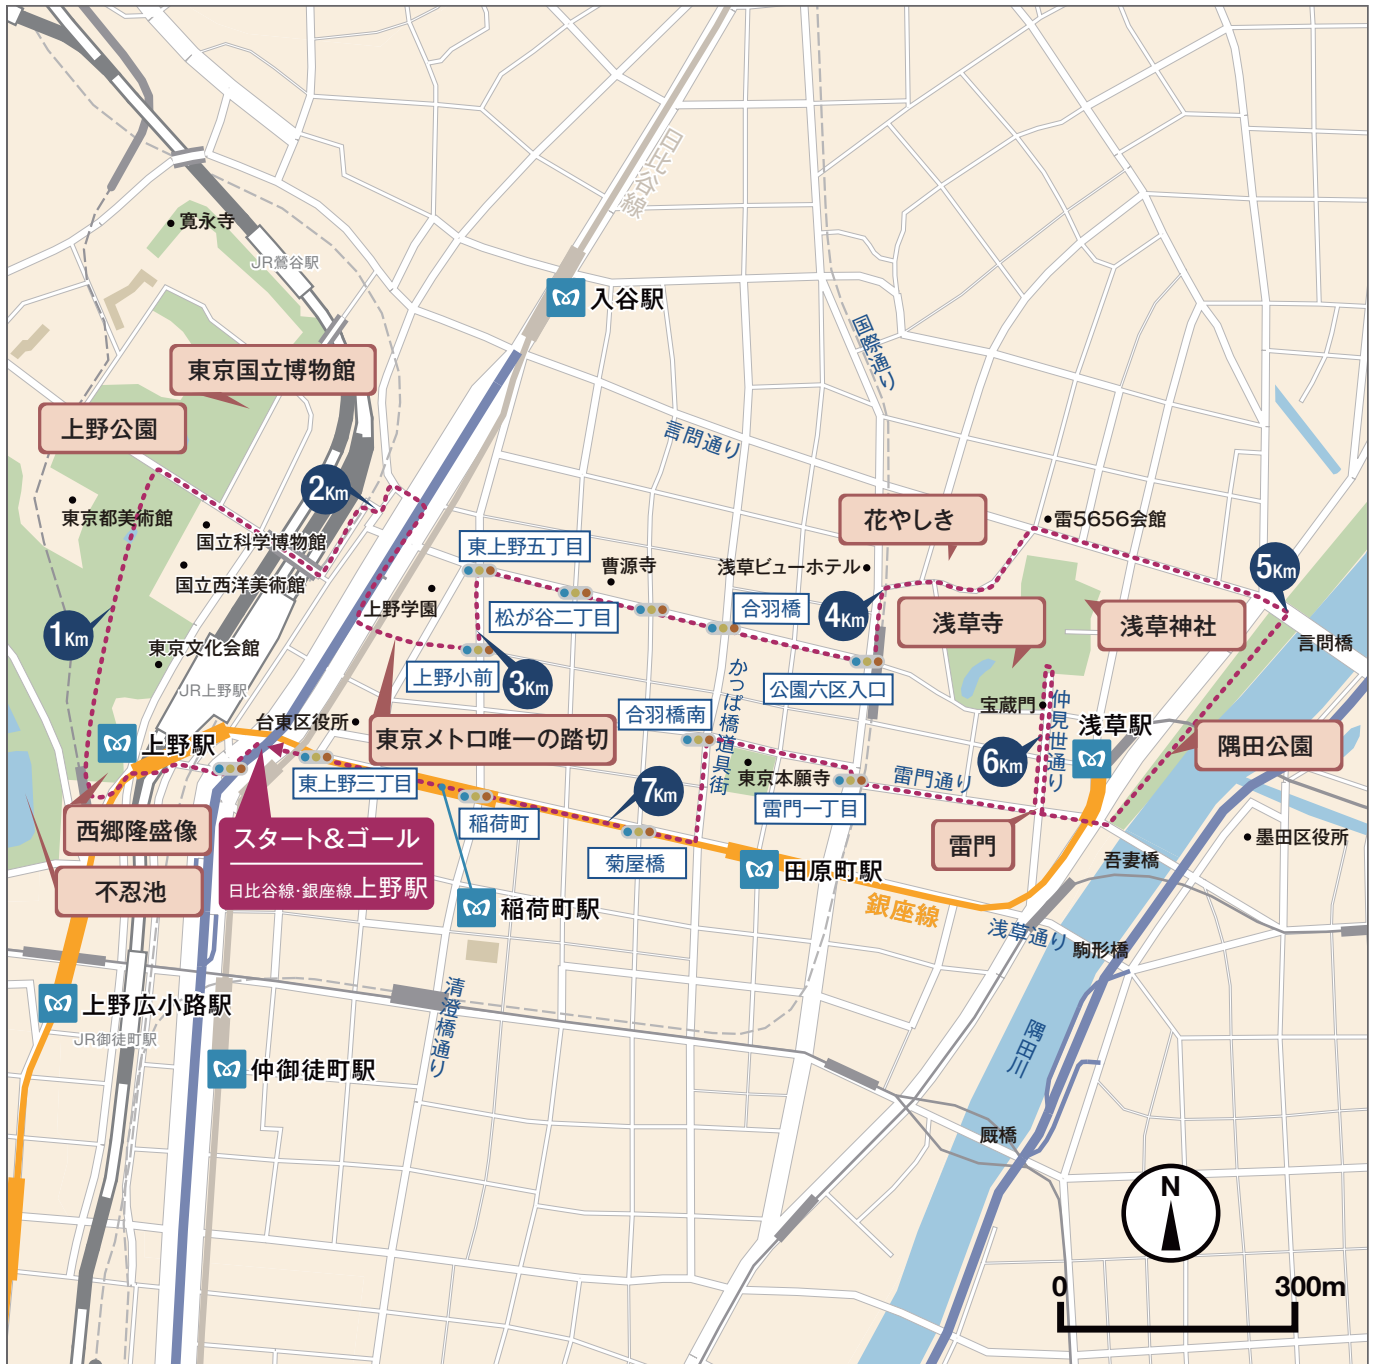 日比谷線
寛永寺
JR鶯谷駅
入谷駅
国際通り
東京国立博物館
上野公園
言問通り
2Km
花やしき
雷5656会館
東京都美術館
国立科学博物館
国立西洋美術館
東上野五丁目
曹源寺
浅草ビューホテル
5Km
上野学園
松が谷二丁目
合羽橋
4Km
浅草寺
浅草神社
1Km
東京文化会館
言問橋
JR上野駅
上野小前
3Km
かっぱ橋道具街
公園六区入口
宝蔵門
仲見世通り
台東区役所
合羽橋南
浅草駅
上野駅
東京メトロ唯一の踏切
6Km
隅田公園
東上野三丁目
東京本願寺
雷門通り
7Km
雷門一丁目
西郷隆盛像
スタート&ゴール
日比谷線・銀座線上野駅
稲荷町
菊屋橋
雷門
墨田区役所
吾妻橋
不忍池
田原町駅
稲荷町駅
銀座線
浅草通り
駒形橋
上野広小路駅
JR御徒町駅
清澄橋通り
仲御徒町駅
隅田川
厩橋
N
0
300m